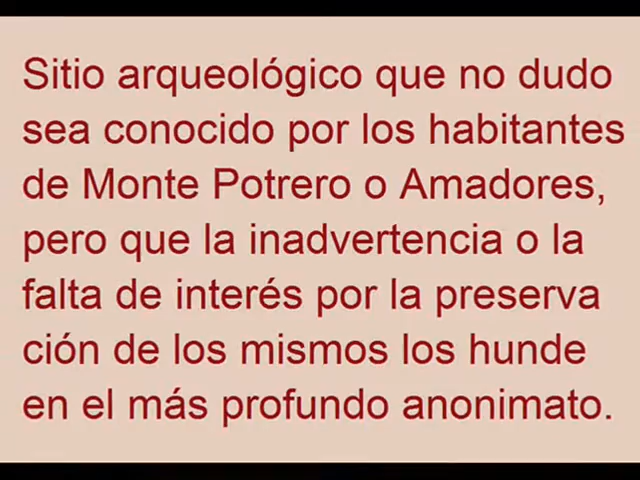 Sitio arqueológico que no dudo
sea conocido por los habitantes
de Monte Potrero o Amadores,
pero que la inadvertencia o la
falta de interés por la preserva
ción de los mismos los hunde
en el más profundo anonimato.